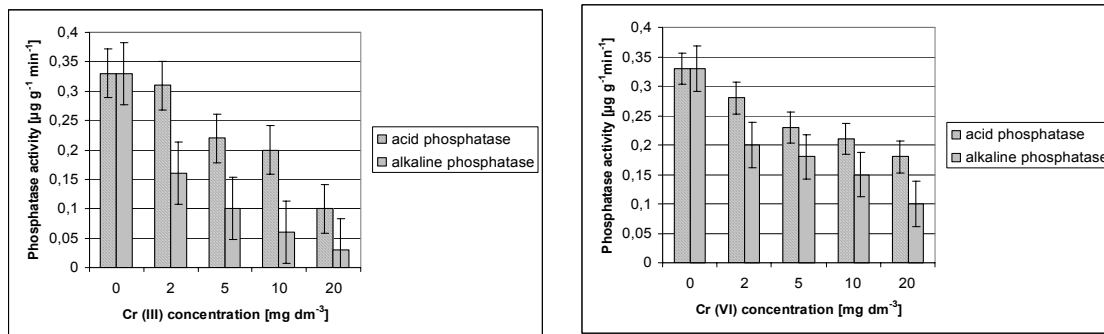 Phosphatase activity [µg g⁻¹ min⁻¹]
0,4
0,35
0,3
0,25
0,2
0,15
0,1
0,05
0
0 2 5 10 20
Cr (III) concentration [mg dm⁻³]
acid phosphatase
alkaline phosphatase
Phosphatase activity [µg g⁻¹ min⁻¹]
0,4
0,35
0,3
0,25
0,2
0,15
0,1
0,05
0
0 2 5 10 20
Cr (VI) concentration [mg dm⁻³]
acid phosphatase
alkaline phosphatase